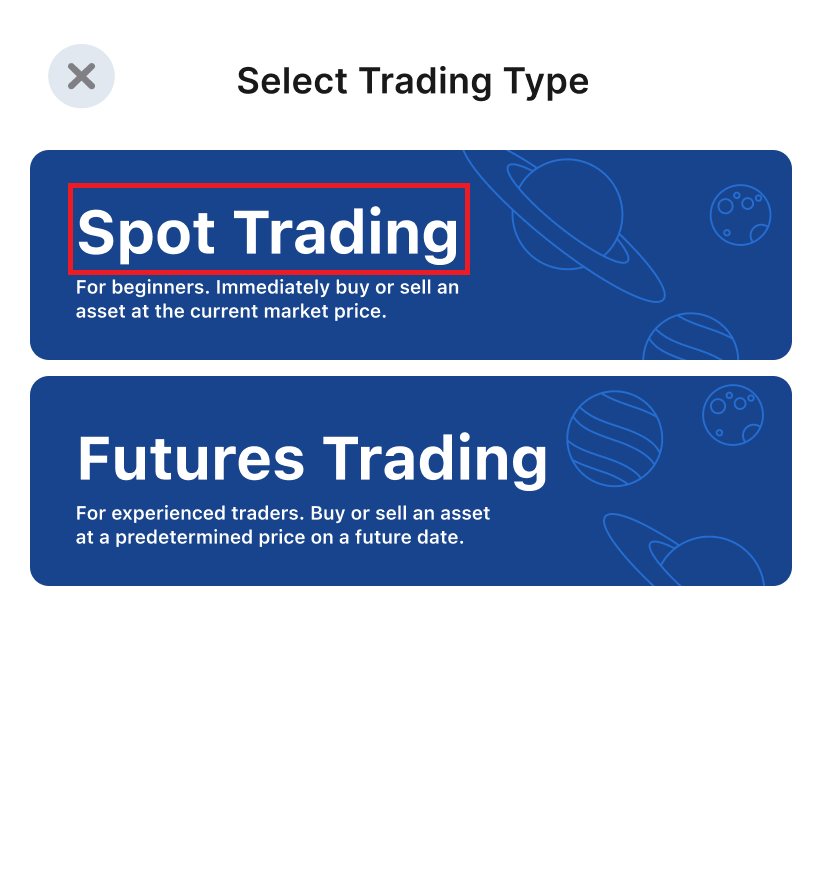 Select Trading Type
Spot Trading
For beginners. Immediately buy or sell an
asset at the current market price.
Futures Trading
For experienced traders. Buy or sell an asset
at a predetermined price on a future date.